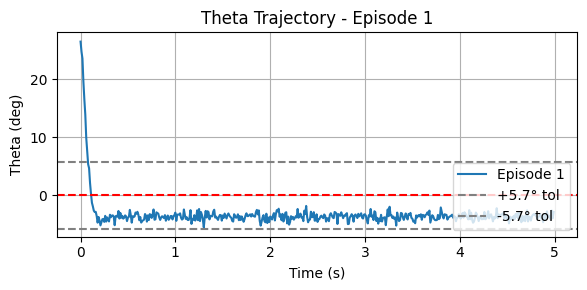 Theta Trajectory - Episode 1
Theta (deg)
20
10
0
Episode 1
+5.7° tol
-5.7° tol
0
1
2
3
4
5
Time (s)